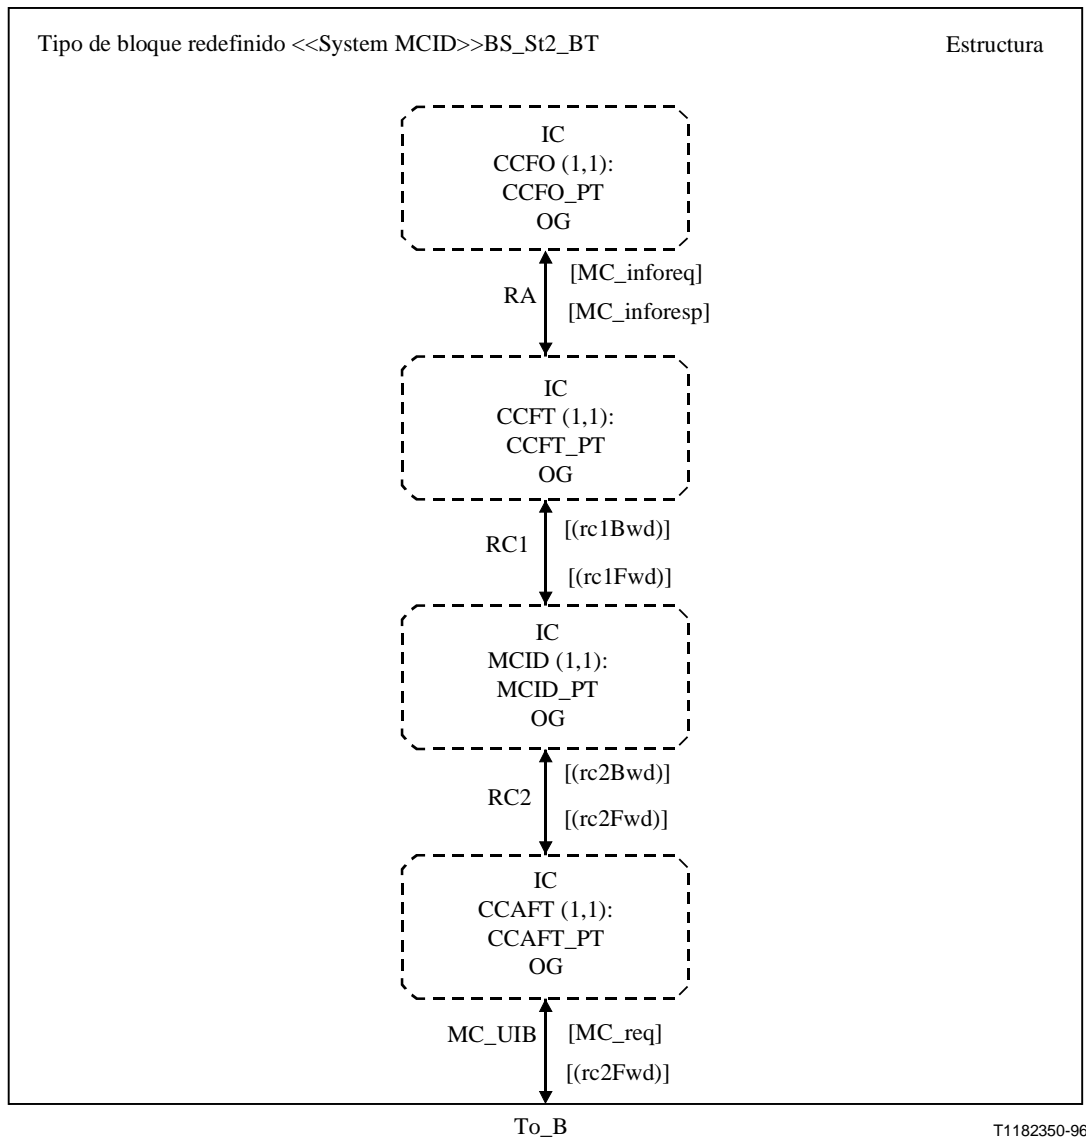 Tipo de bloque redefinido <<System MCID>>BS_St2_BT
Estructura
IC
CCFO (1,1):
CCFO_PT
OG
RA
[MC_inforeq]
[MC_inforesp]
IC
CCFT (1,1):
CCFT_PT
OG
RC1
[(rc1Bwd)]
[(rc1Fwd)]
IC
MCID (1,1):
MCID_PT
OG
RC2
[(rc2Bwd)]
[(rc2Fwd)]
IC
CCAFT (1,1):
CCAFT_PT
OG
MC_UIB
[MC_req]
[(rc2Fwd)]
To_B
T1182350-96